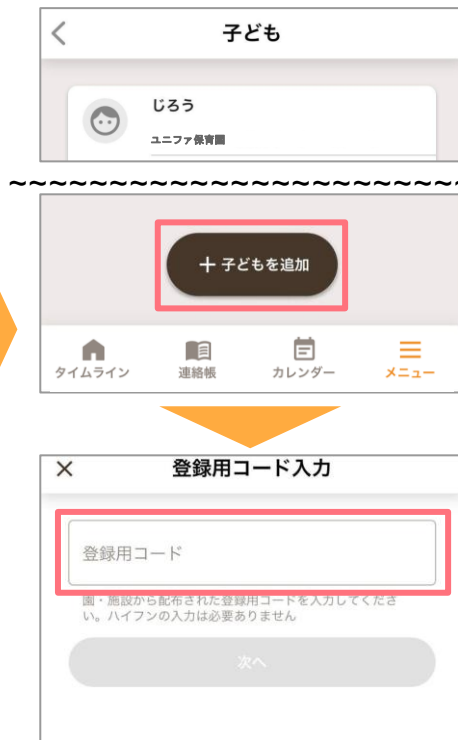 子ども
じろう
ユニファ保育園
~~~~~~~~~~~~~~~~~~~~~~~
＋ 子どもを追加
タイムライン 連絡帳 カレンダー メニュー
× 登録用コード入力
登録用コード
園・施設から配布された登録用コードを入力してくださ
い。ハイフンの入力は必要ありません
次へ